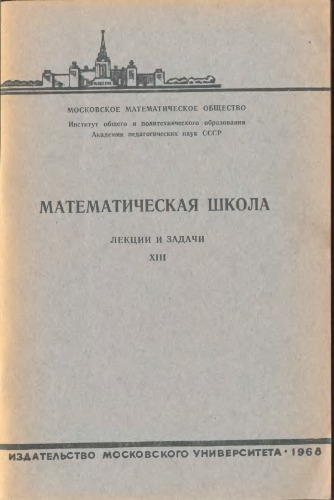 МОСКОВСКОЕ МАТЕМАТИЧЕСКОЕ ОБЩЕСТВО
Институт общего и политехнического образования
Академии педагогических наук СССР
МАТЕМАТИЧЕСКАЯ ШКОЛА
ЛЕКЦИИ И ЗАДАЧИ
XIII
ИЗДАТЕЛЬСТВО МОСКОВСКОГО УНИВЕРСИТЕТА · 1968